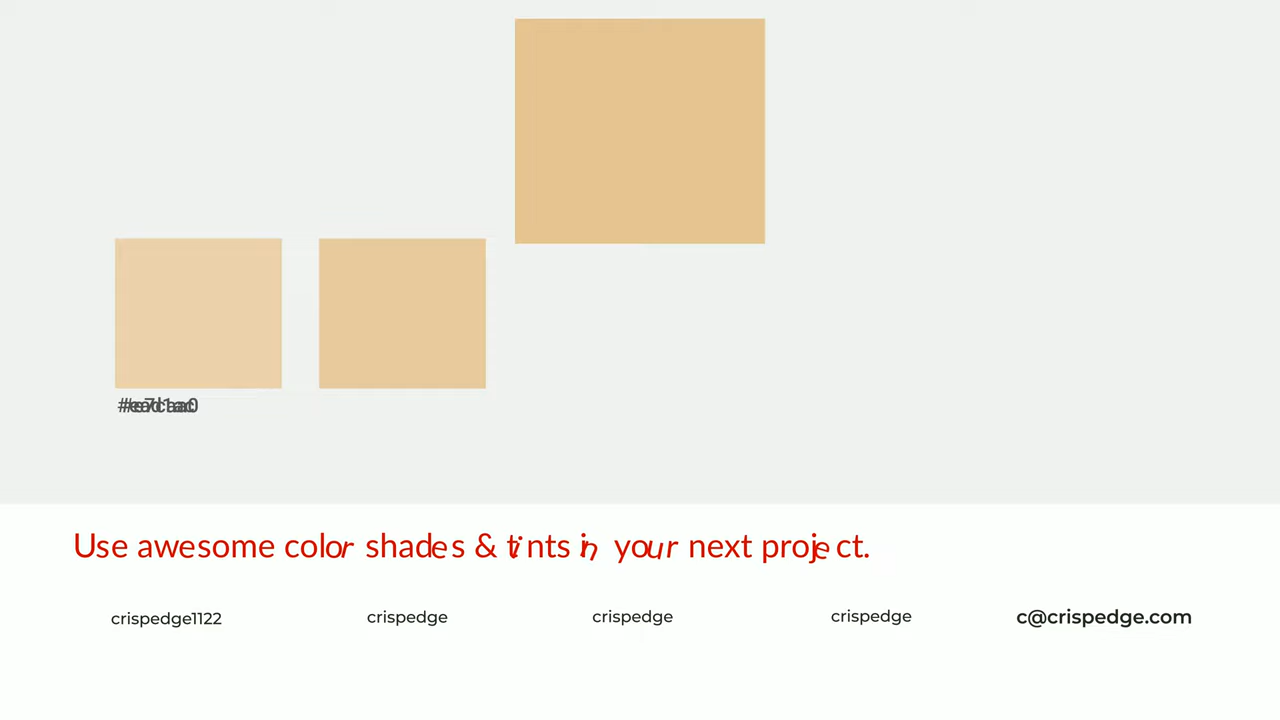 Use awesome color shades & tints in your next project.
crispedge1122 crispedge crispedge crispedge c@crispedge.com